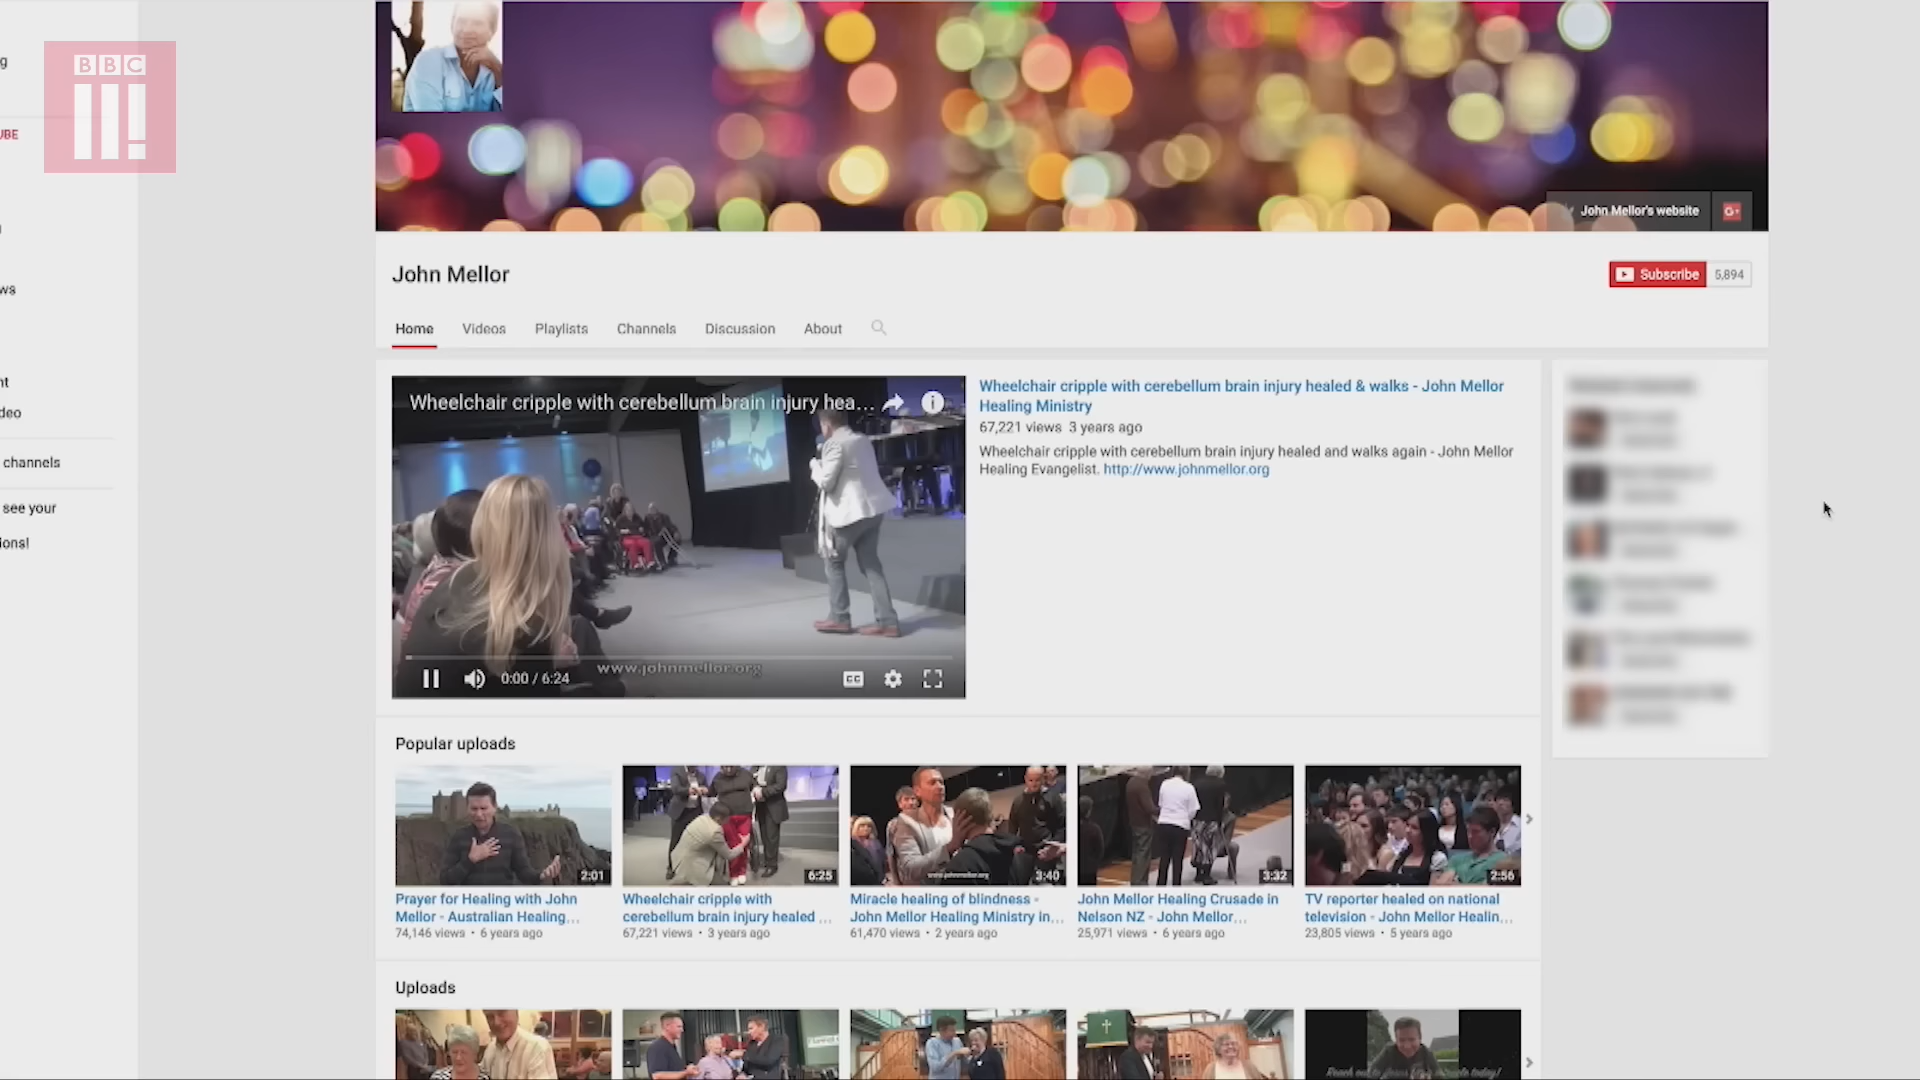 BBC
g
UBE
ws
nt
deo
channels
see your
ions!
John Mellor's website
G+
John Mellor
Subscribe
5,894
Home
Videos
Playlists
Channels
Discussion
About
Wheelchair cripple with cerebellum brain injury hea...
www.johnmellor.org
0:00 / 6:24
CC
Wheelchair cripple with cerebellum brain injury healed & walks - John Mellor
Healing Ministry
67,221 views 3 years ago
Wheelchair cripple with cerebellum brain injury healed and walks again - John Mellor
Healing Evangelist. http://www.johnmellor.org
Popular uploads
2:01
Prayer for Healing with John
Mellor - Australian Healing...
74,146 views • 6 years ago
6:25
Wheelchair cripple with
cerebellum brain injury healed ...
67,221 views • 3 years ago
www.johnmellor.org
3:40
Miracle healing of blindness -
John Mellor Healing Ministry in...
61,470 views • 2 years ago
3:32
John Mellor Healing Crusade in
Nelson NZ - John Mellor...
25,971 views • 6 years ago
2:56
TV reporter healed on national
television - John Mellor Healin...
23,805 views • 5 years ago
Uploads